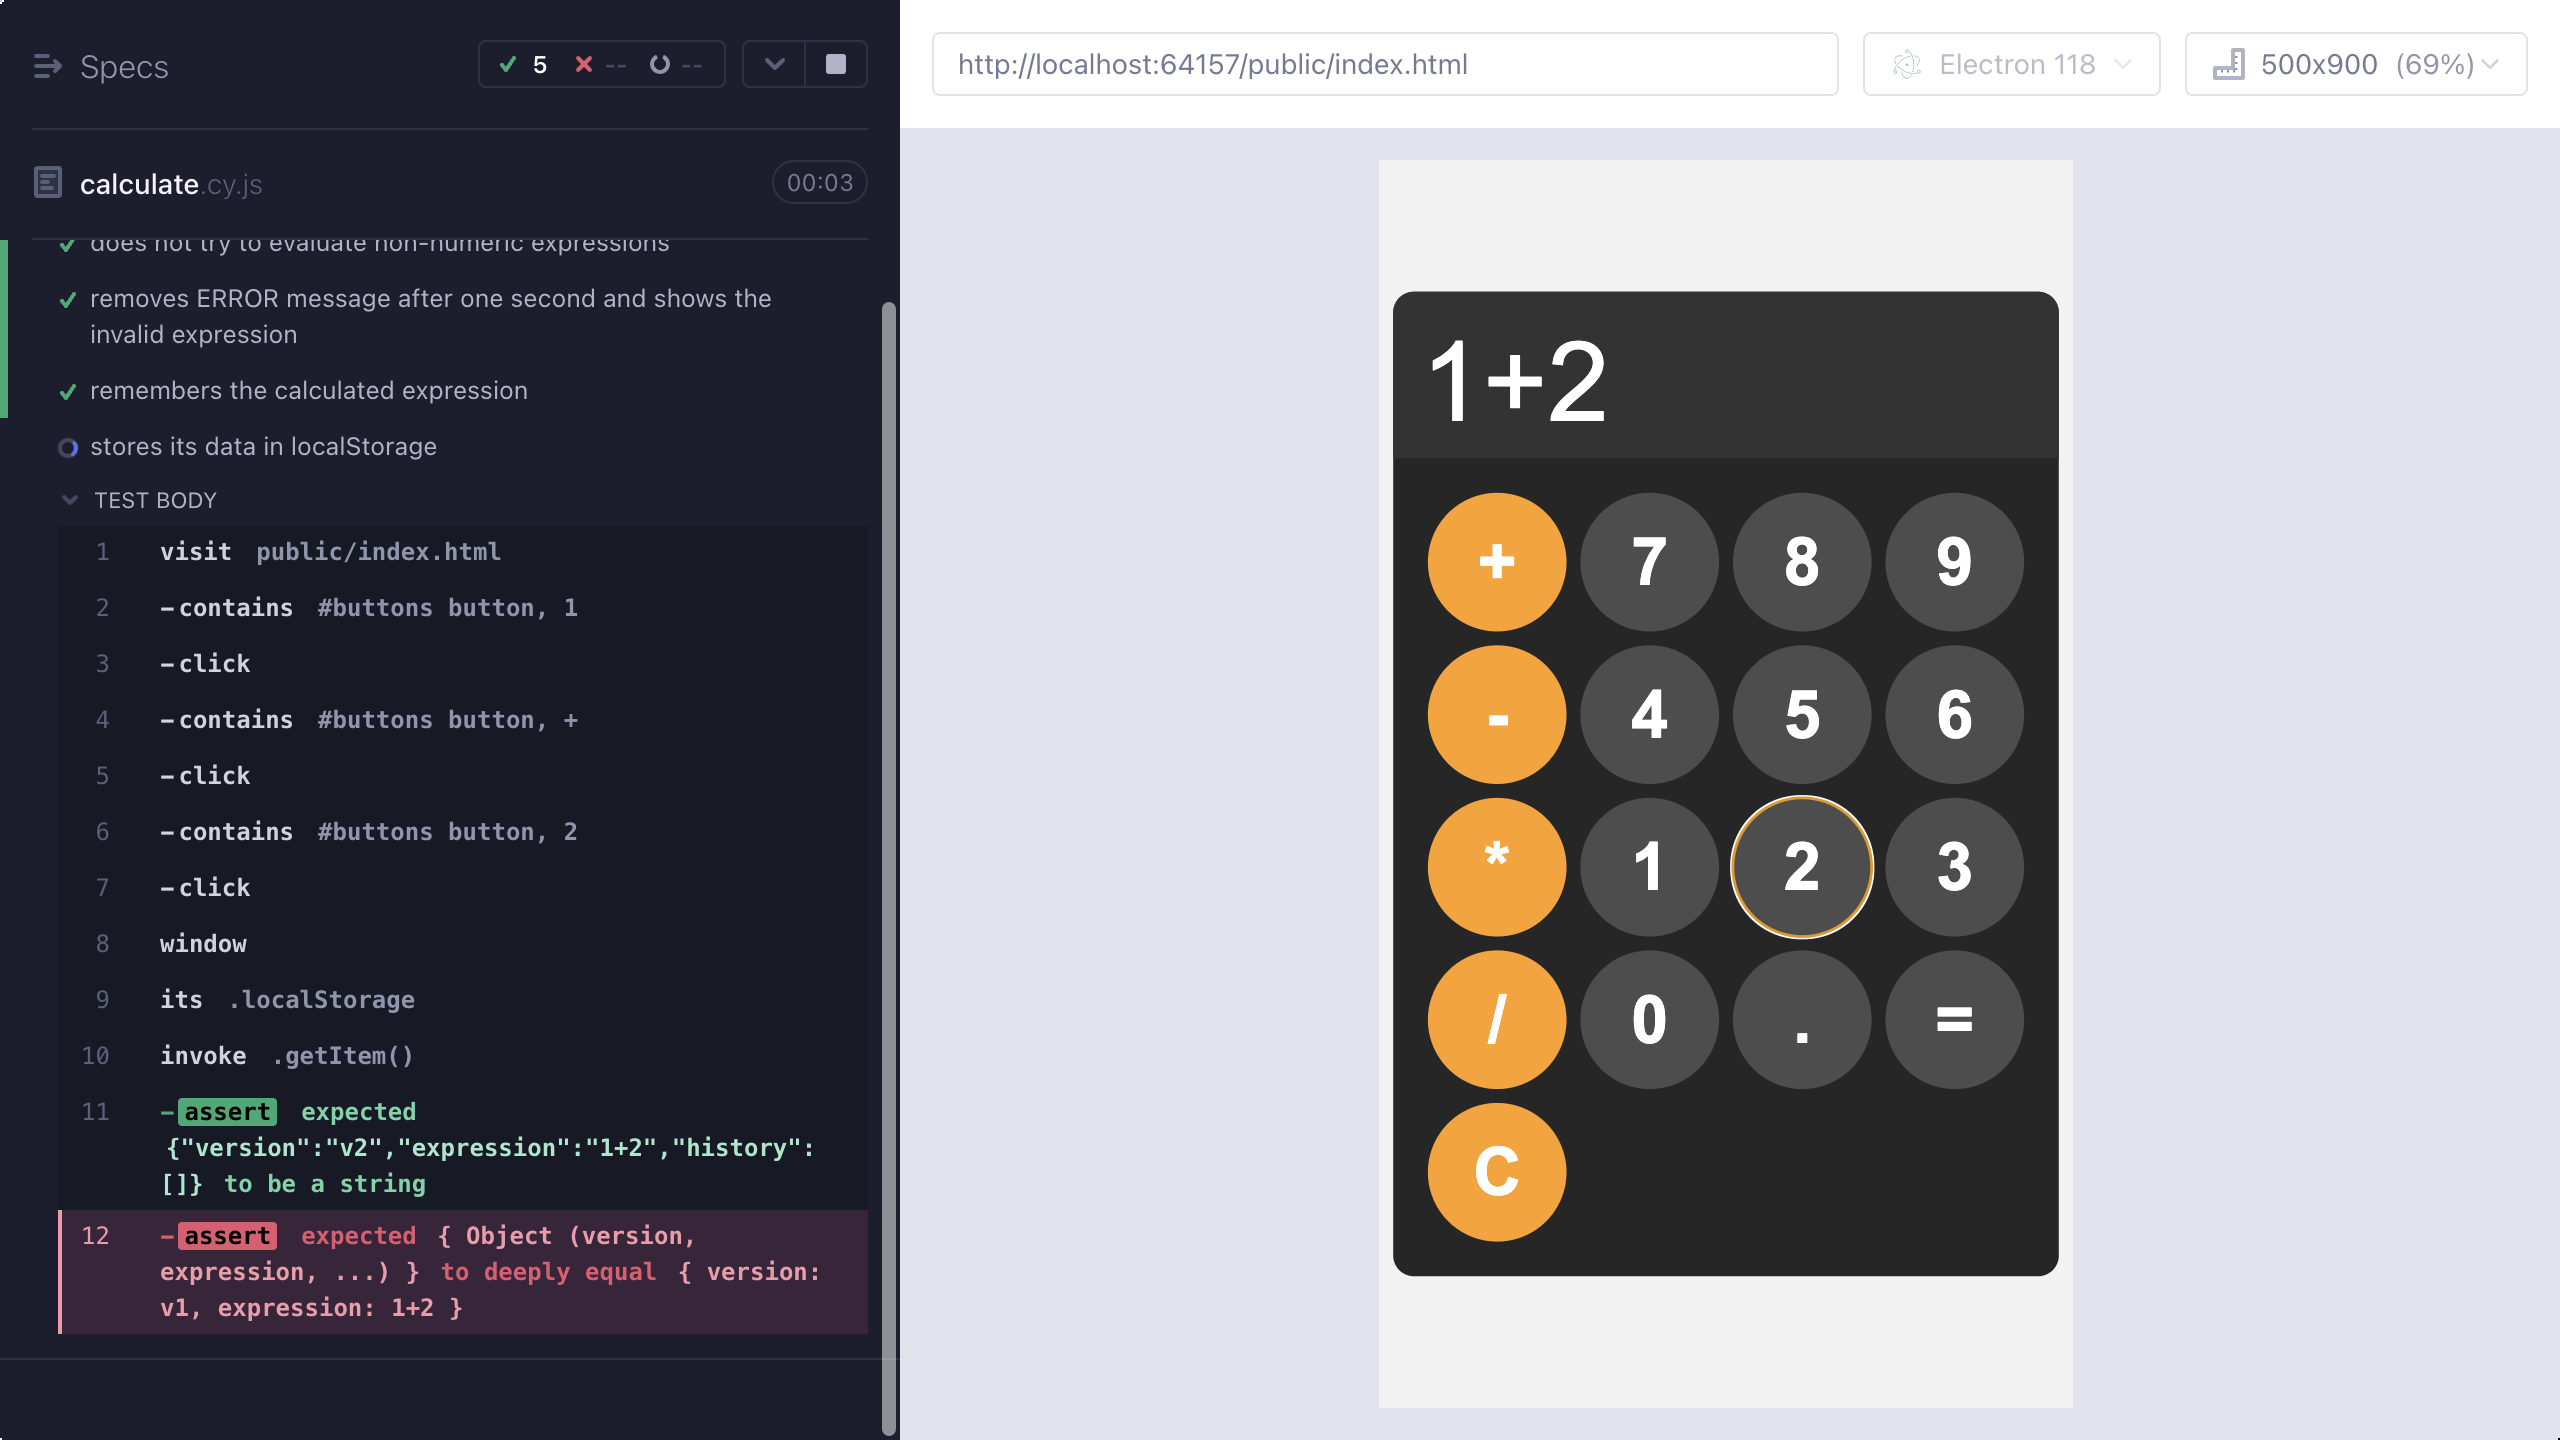 Specs
5 -- --
calculate.cy.js
00:03
does not try to evaluate non-numeric expressions
removes ERROR message after one second and shows the
invalid expression
remembers the calculated expression
stores its data in localStorage
TEST BODY
1 visit public/index.html
2 -contains #buttons button, 1
3 -click
4 -contains #buttons button, +
5 -click
6 -contains #buttons button, 2
7 -click
8 window
9 its .localStorage
10 invoke .getItem()
11 -assert expected
{"version":"v2","expression":"1+2","history":
[]} to be a string
12 -assert expected { Object (version,
expression, ...) } to deeply equal { version:
v1, expression: 1+2 }
http://localhost:64157/public/index.html
Electron 118
500x900 (69%)
1+2
+ 7 8 9
- 4 5 6
* 1 2 3
/ 0 . =
C